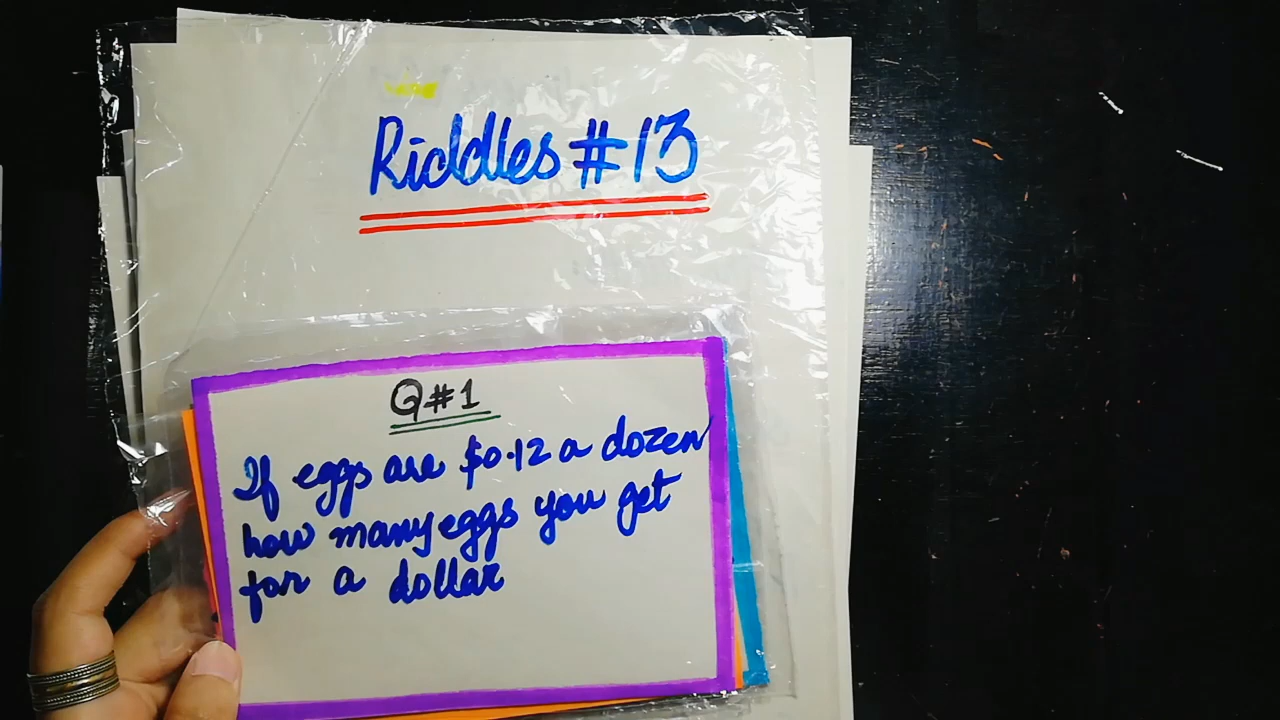 Riddles #13
Q#1
If eggs are $0.12 a dozen
how many eggs you get
for a dollar